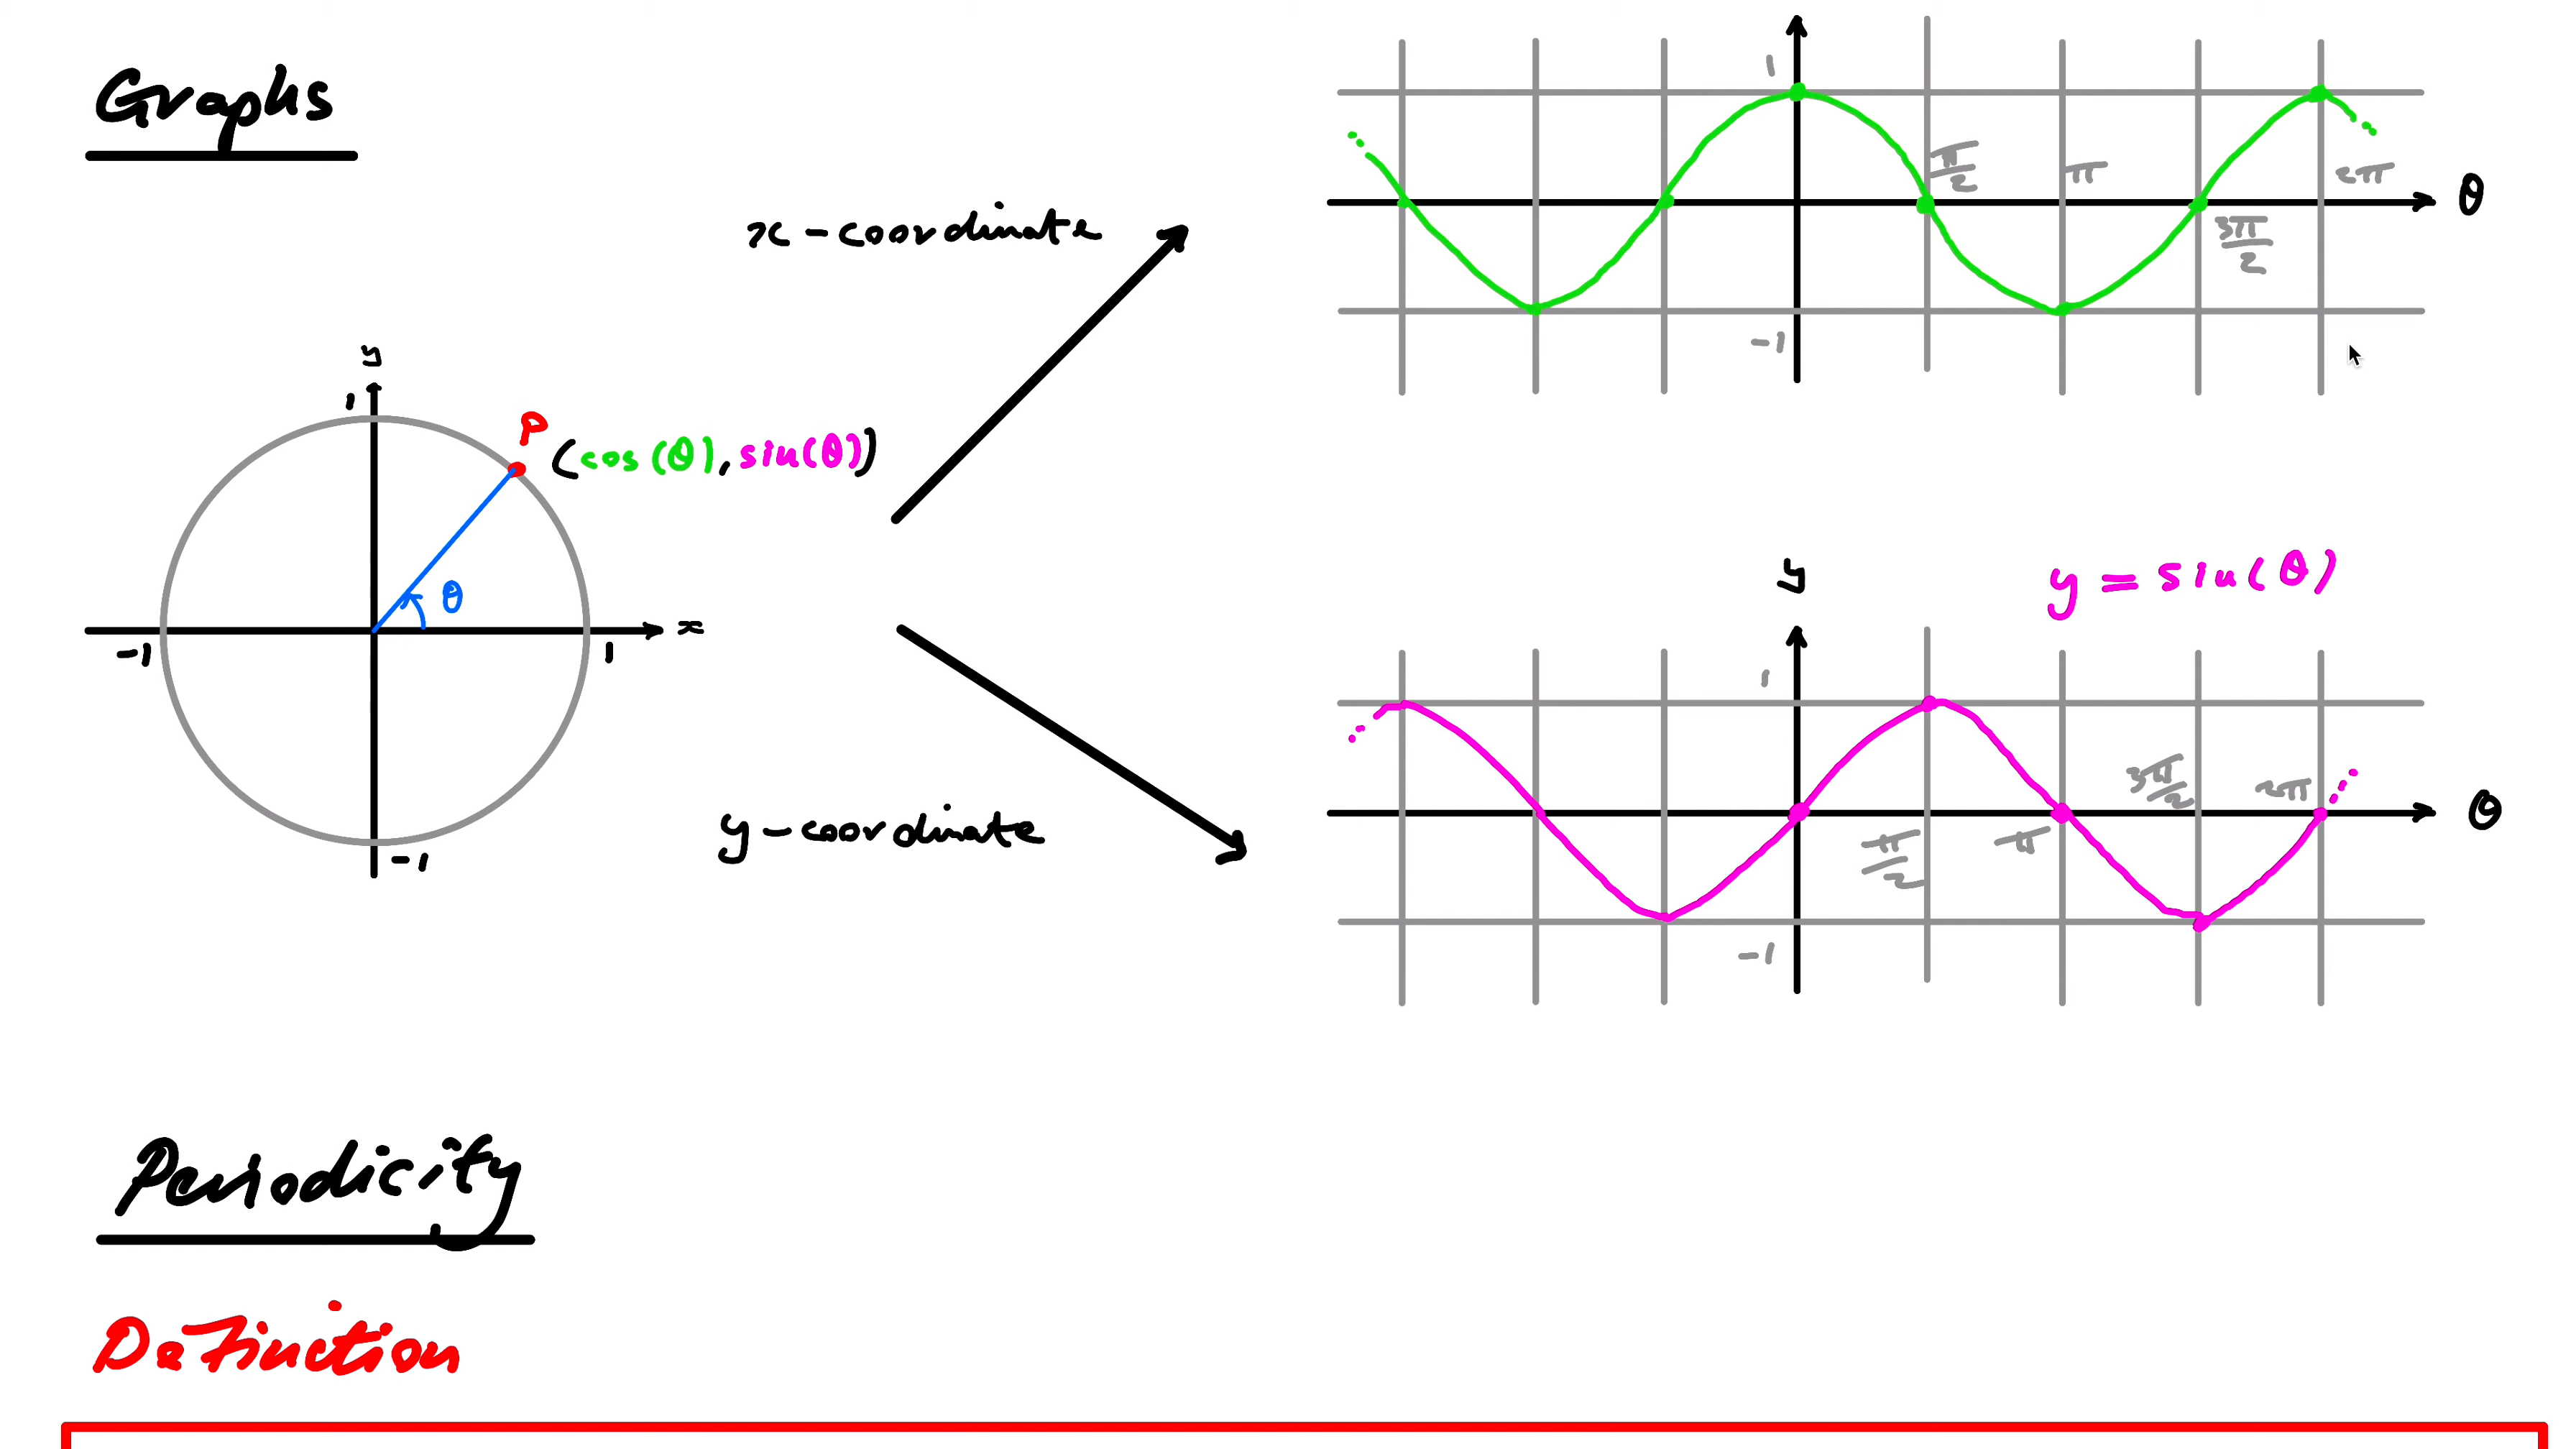 Graphs
x-coordinate
y
1
P
(cos(θ), sin(θ))
θ
x
-1
1
-1
y-coordinate
1
π/2
π
2π
θ
3π/2
-1
y
y = sin(θ)
1
3π/2
2π
θ
π/2
π
-1
Periodicity
Definition